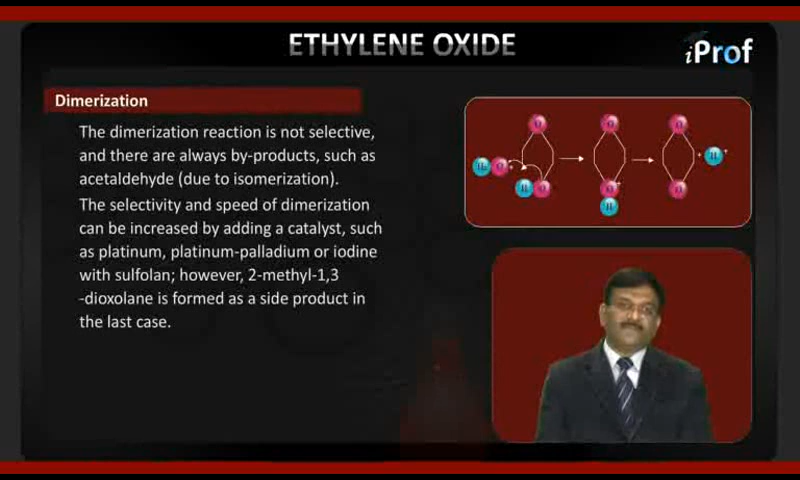 ETHYLENE OXIDE
iProf
Dimerization
The dimerization reaction is not selective,
and there are always by-products, such as
acetaldehyde (due to isomerization).
The selectivity and speed of dimerization
can be increased by adding a catalyst, such
as platinum, platinum-palladium or iodine
with sulfolan; however, 2-methyl-1,3
-dioxolane is formed as a side product in
the last case.
O O O
H₂ O +
H O
O + O
H
+ H +